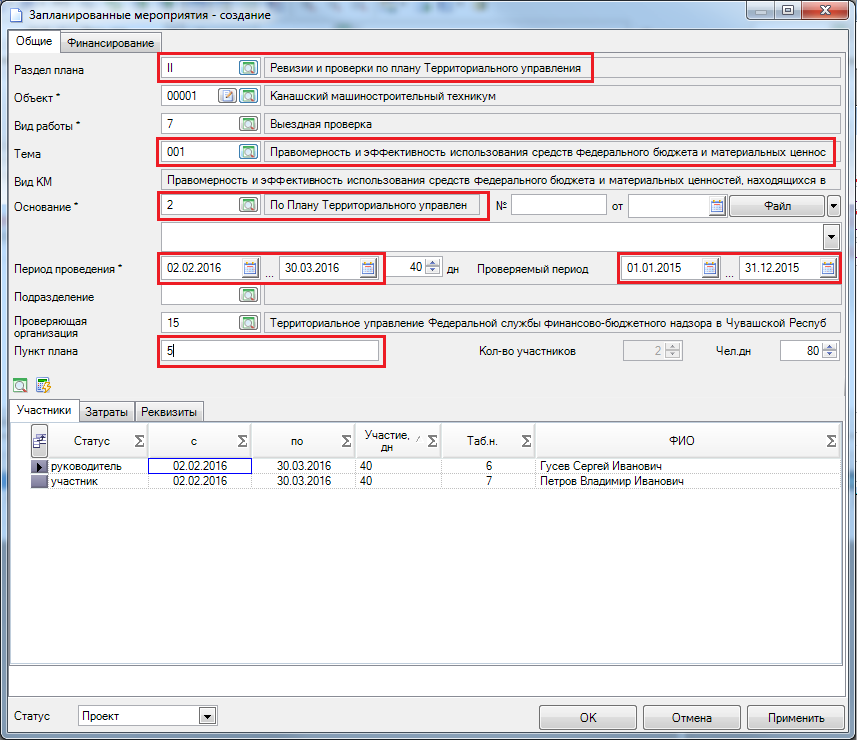 Запланированные мероприятия - создание
Общие Финансирование
Раздел плана II Ревизии и проверки по плану Территориального управления
Объект * 00001 Канашский машиностроительный техникум
Вид работы * 7 Выездная проверка
Тема 001 Правомерность и эффективность использования средств федерального бюджета и материальных ценнос
Вид КМ Правомерность и эффективность использования средств федерального бюджета и материальных ценностей, находящихся в
Основание * 2 По Плану Территориального управлен № от Файл
Период проведения * 02.02.2016 ... 30.03.2016 40 дн Проверяемый период 01.01.2015 ... 31.12.2015
Подразделение
Проверяющая
организация 15 Территориальное управление Федеральной службы финансово-бюджетного надзора в Чувашской Респуб
Пункт плана 5 Кол-во участников 2 Чел.дн 80
Участники Затраты Реквизиты
Статус Σ с Σ по Σ Участие, дн Σ Таб.н. Σ ФИО Σ
руководитель 02.02.2016 30.03.2016 40 6 Гусев Сергей Иванович
участник 02.02.2016 30.03.2016 40 7 Петров Владимир Иванович
Статус Проект OK Отмена Применить